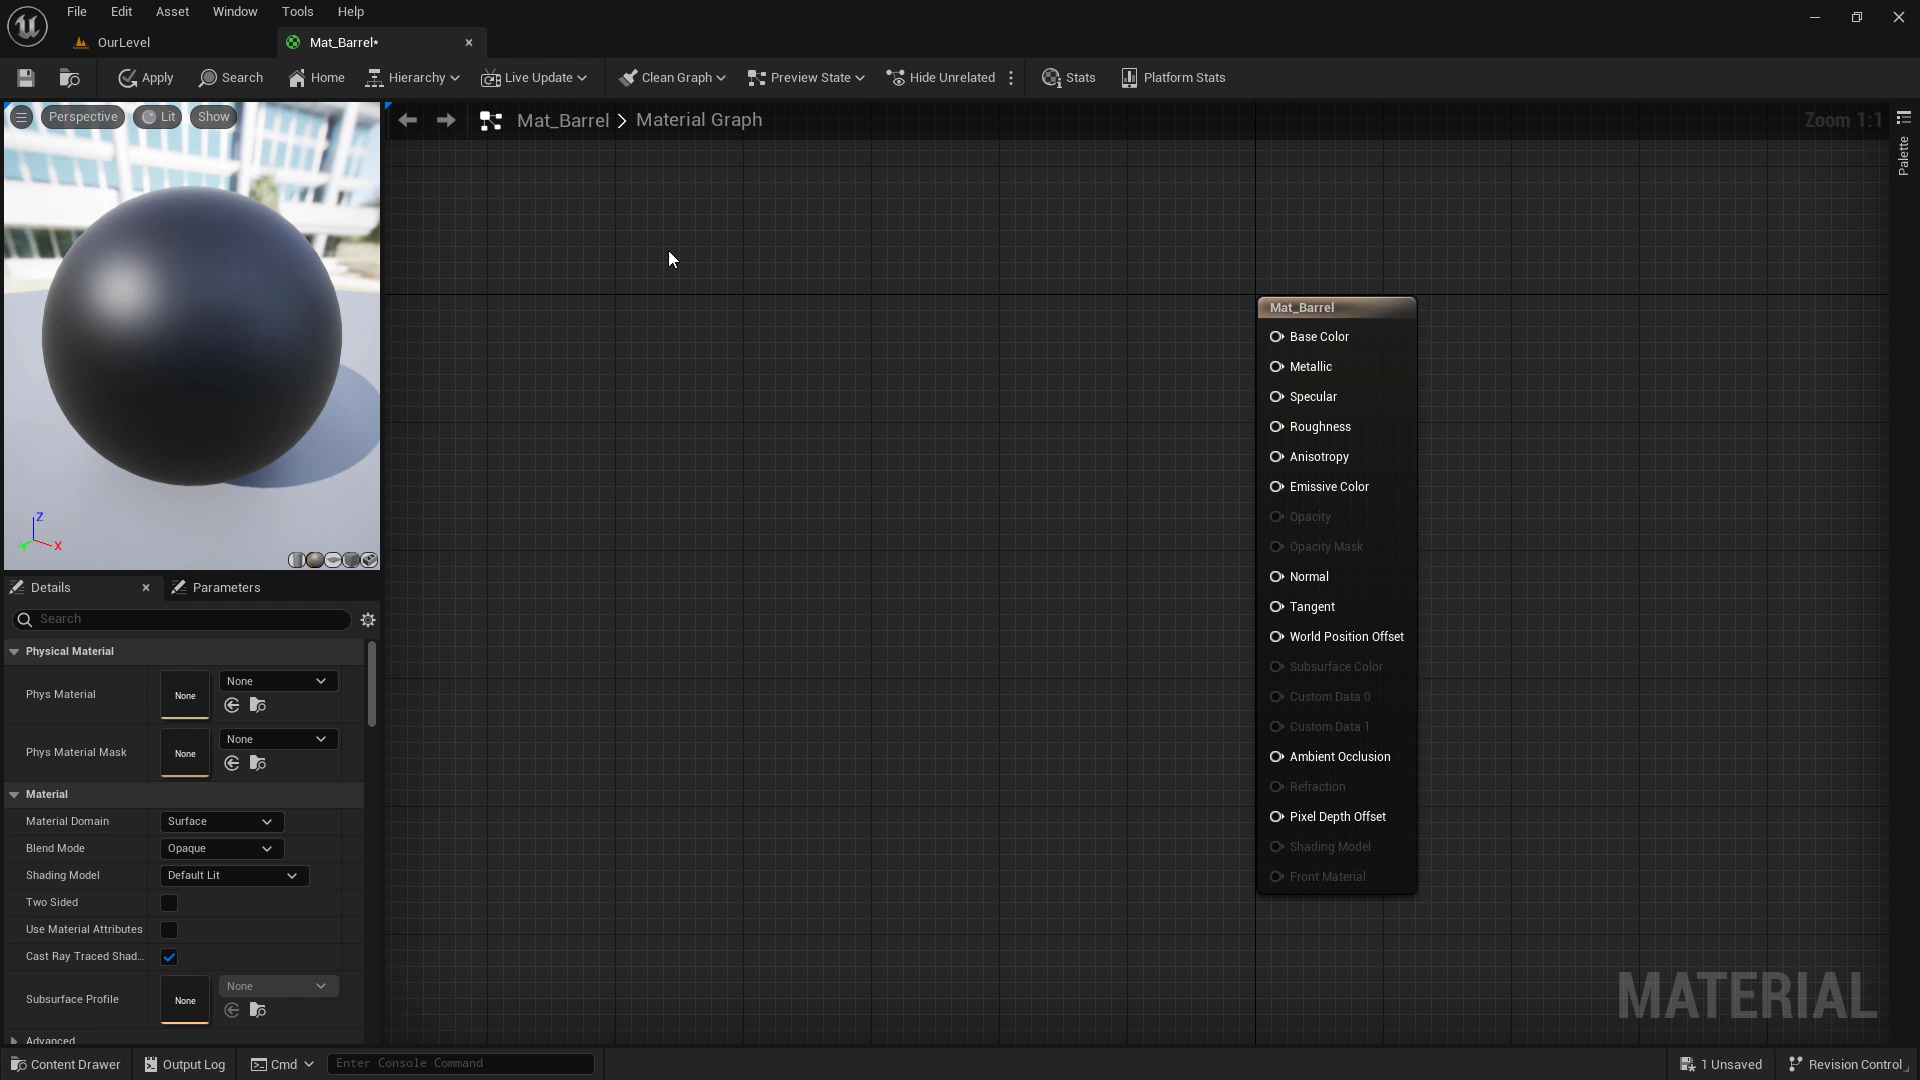 File Edit Asset Window Tools Help
OurLevel
Mat_Barrel*
Apply Search Home Hierarchy Live Update Clean Graph Preview State Hide Unrelated Stats Platform Stats
Perspective Lit Show
Mat_Barrel > Material Graph
Zoom 1:1
Palette
Z
X
Mat_Barrel
Base Color
Metallic
Specular
Roughness
Anisotropy
Emissive Color
Opacity
Opacity Mask
Normal
Tangent
World Position Offset
Subsurface Color
Custom Data 0
Custom Data 1
Ambient Occlusion
Refraction
Pixel Depth Offset
Shading Model
Front Material
Details Parameters
Search
Physical Material
Phys Material None None
Phys Material Mask None None
Material
Material Domain Surface
Blend Mode Opaque
Shading Model Default Lit
Two Sided
Use Material Attributes
Cast Ray Traced Shad...
Subsurface Profile None None
Advanced
MATERIAL
Content Drawer Output Log Cmd Enter Console Command 1 Unsaved Revision Control